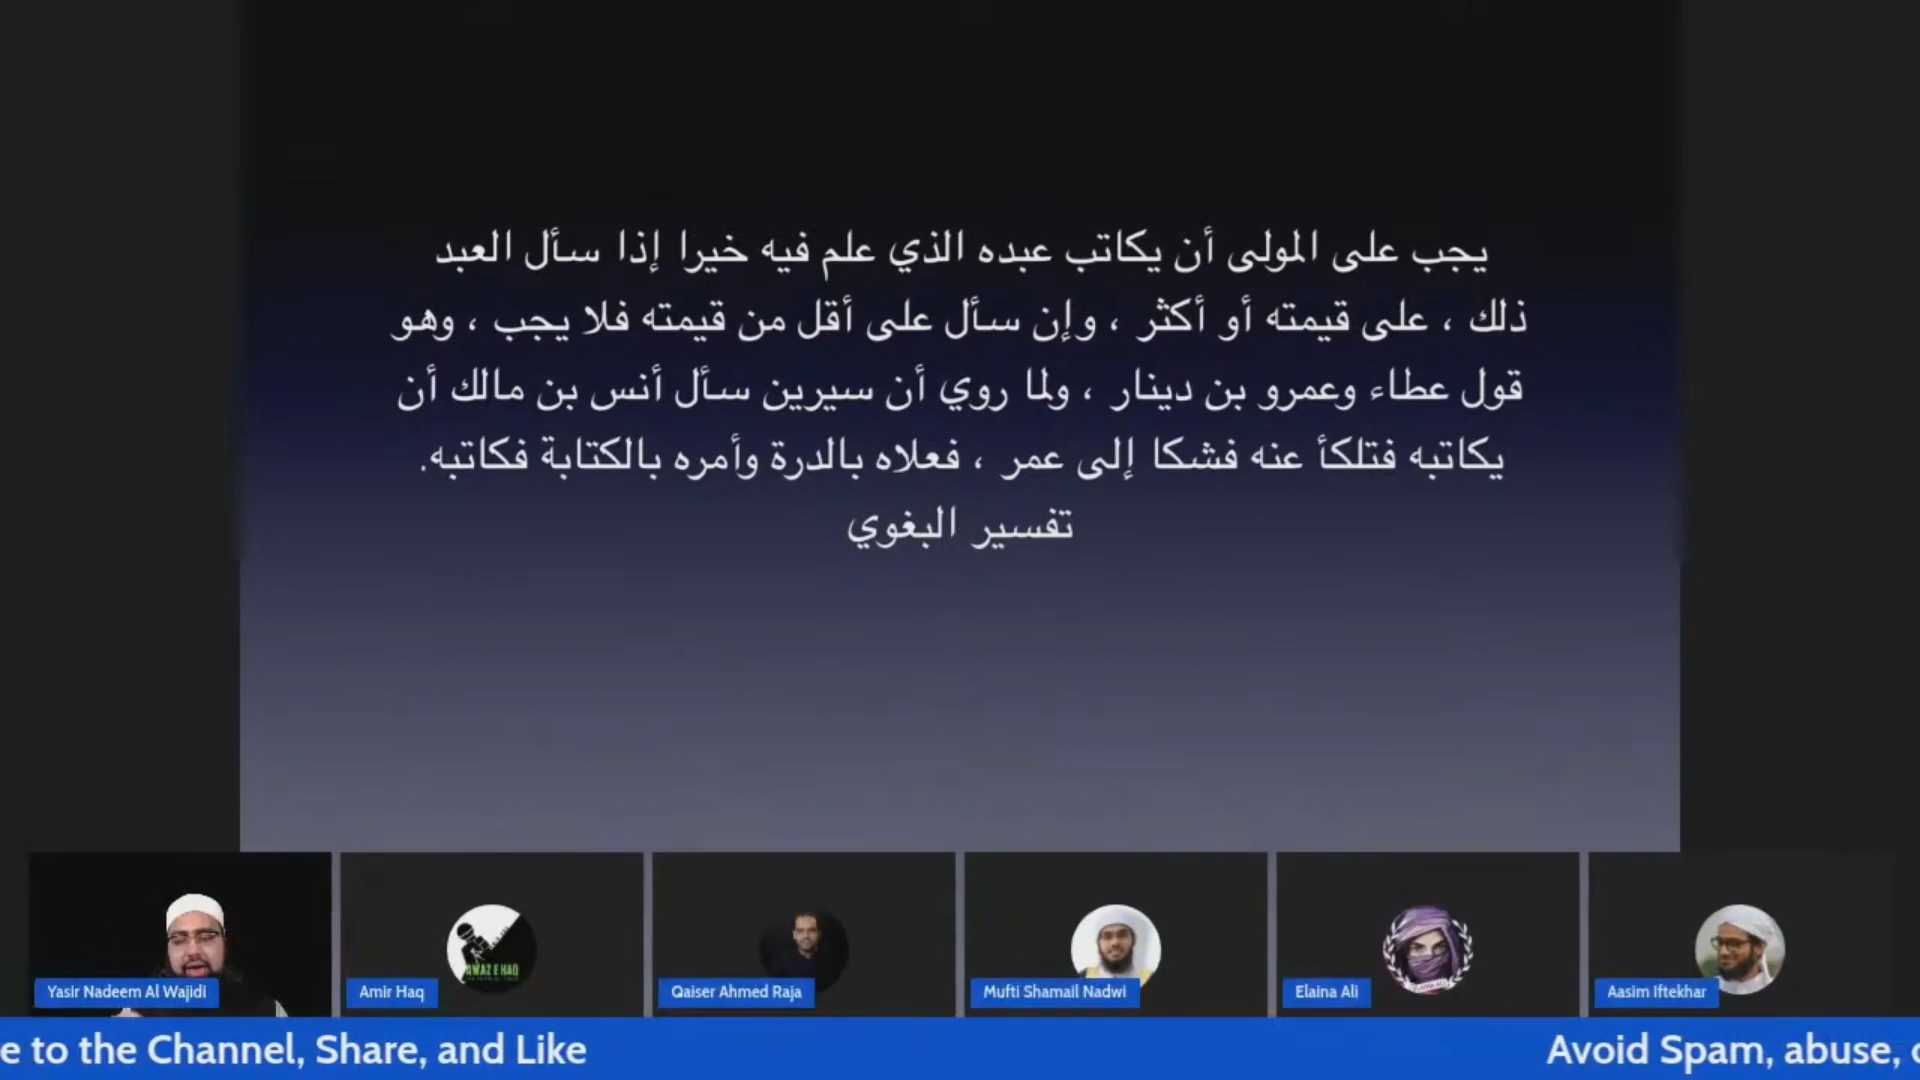 يجب على المولى أن يكاتب عبده الذي علم فيه خيرا إذا سأل العبد
ذلك ، على قيمته أو أكثر ، وإن سأل على أقل من قيمته فلا يجب ، وهو
قول عطاء وعمرو بن دينار ، ولما روي أن سيرين سأل أنس بن مالك أن
يكاتبه فتلكأ عنه فشكا إلى عمر ، فعلاه بالدرة وأمره بالكتابة فكاتبه.
تفسير البغوي
AWAZ E HAQ
Yasir Nadeem Al Wajidi
Amir Haq
Qaiser Ahmed Raja
Mufti Shamail Nadwi
Elaina Ali
Aasim Iftekhar
e to the Channel, Share, and Like
Avoid Spam, abuse,